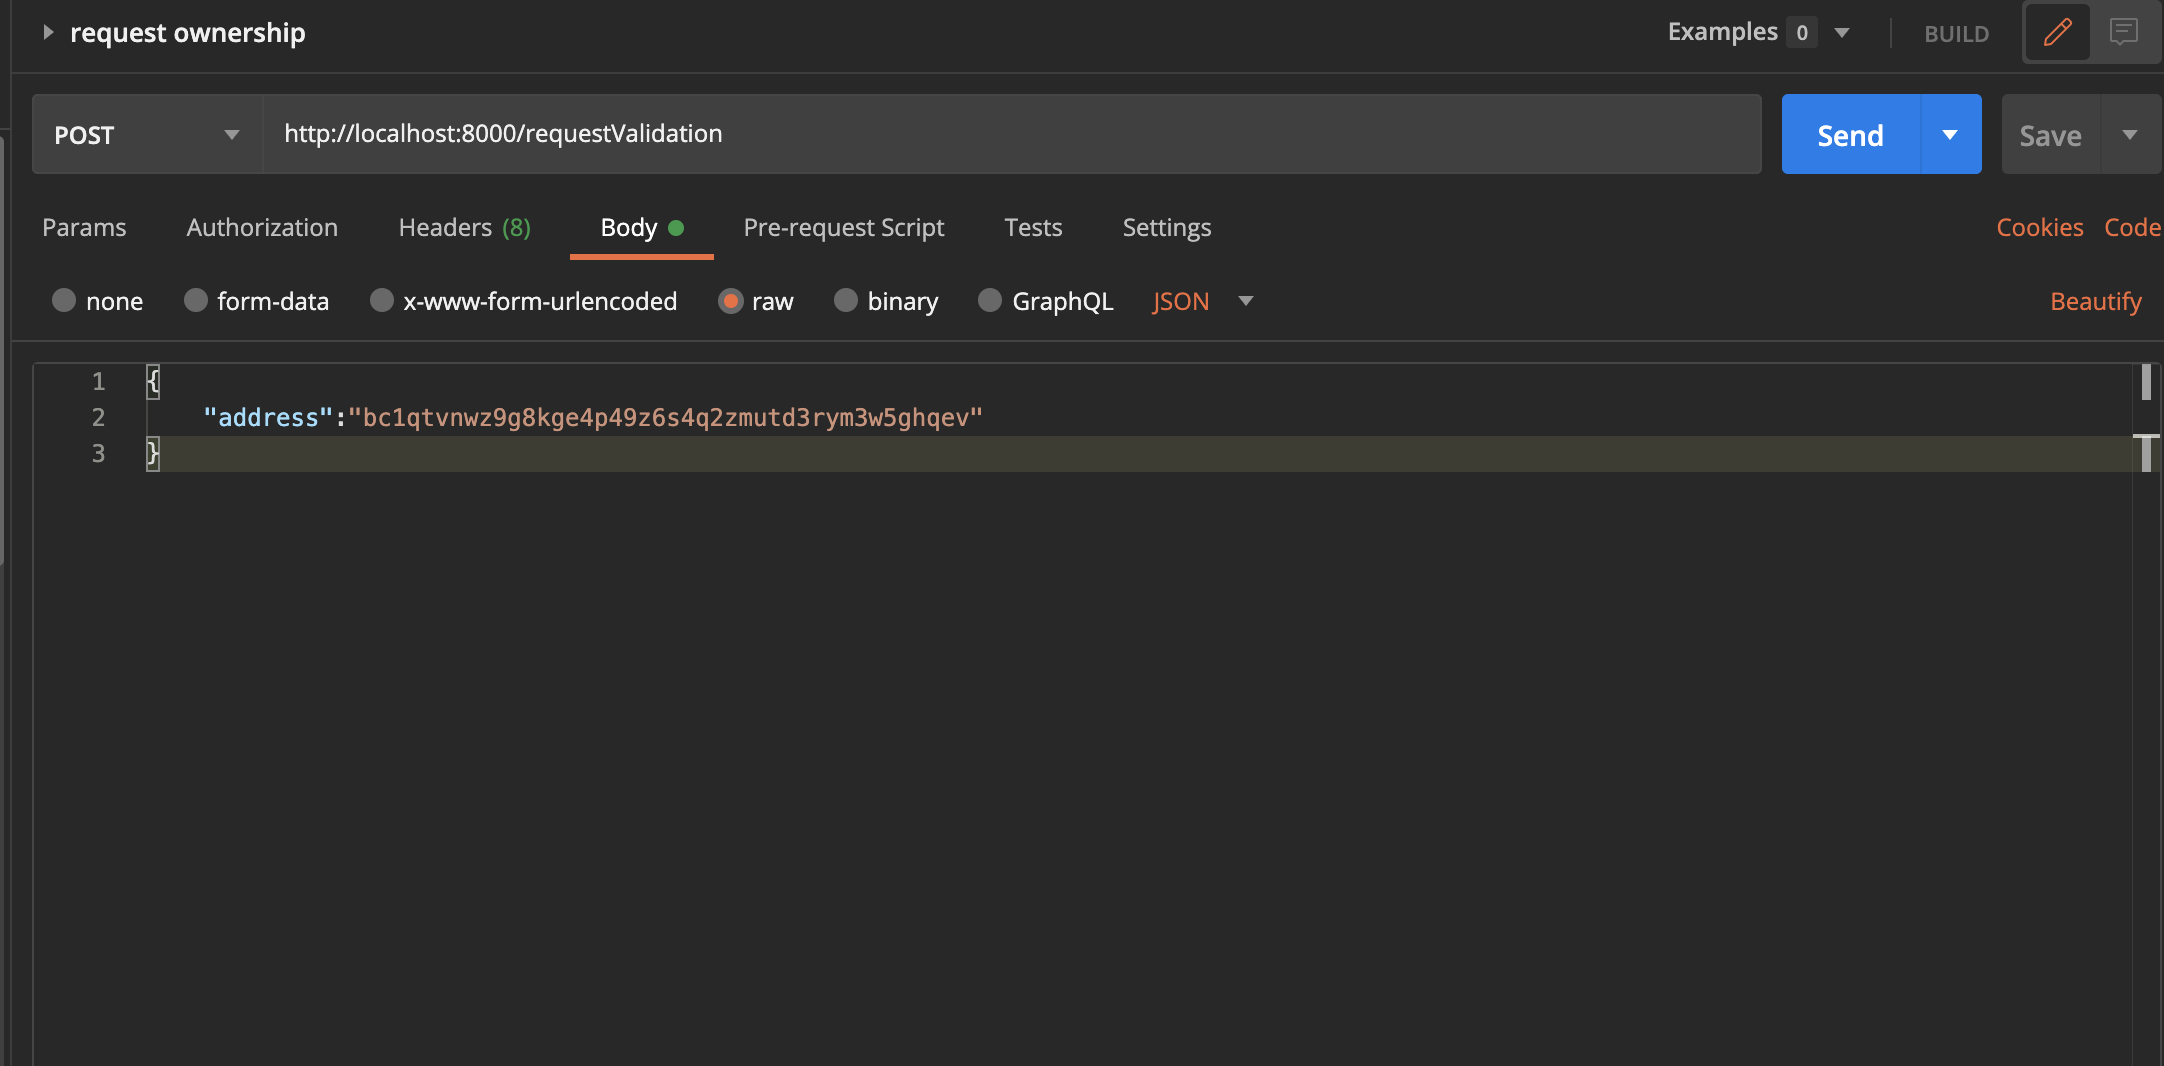 request ownership Examples 0 BUILD
POST http://localhost:8000/requestValidation Send Save
Params Authorization Headers (8) Body Pre-request Script Tests Settings Cookies Code
none form-data x-www-form-urlencoded raw binary GraphQL JSON Beautify
1 {
2 "address":"bc1qtvnwz9g8kge4p49z6s4q2zmutd3rym3w5ghqev"
3 }